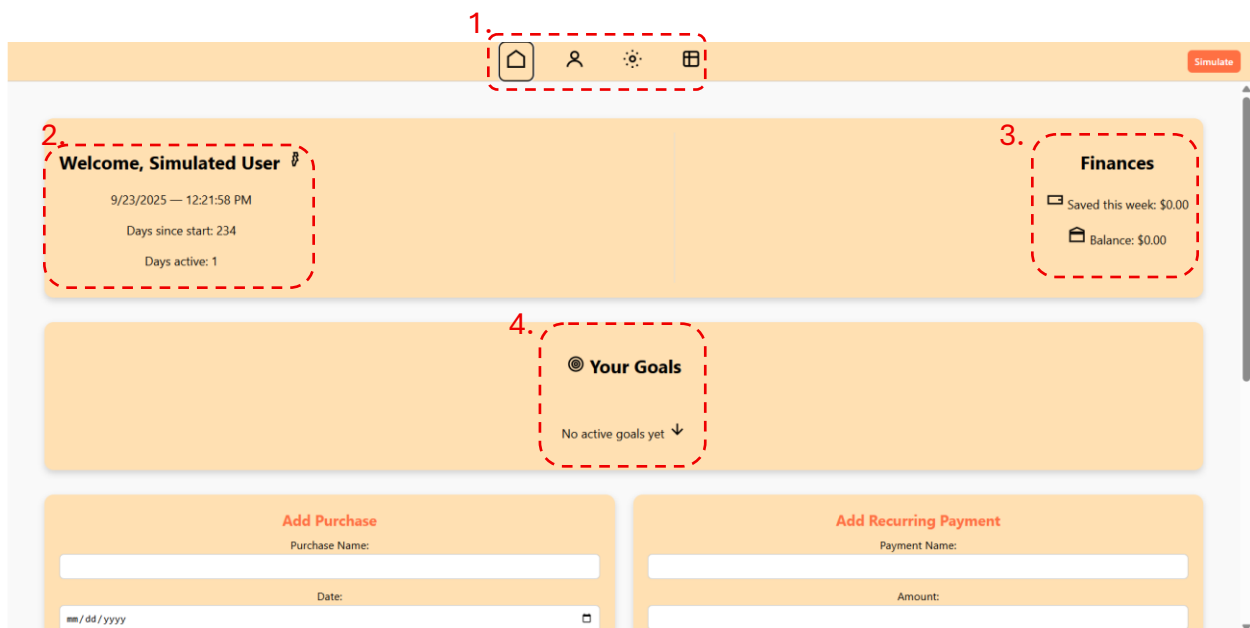 1.
Simulate
2.
Welcome, Simulated User
9/23/2025 — 12:21:58 PM
Days since start: 234
Days active: 1
3.
Finances
Saved this week: $0.00
Balance: $0.00
4.
Your Goals
No active goals yet
Add Purchase
Purchase Name:
Date:
mm/dd/yyyy
Add Recurring Payment
Payment Name:
Amount: